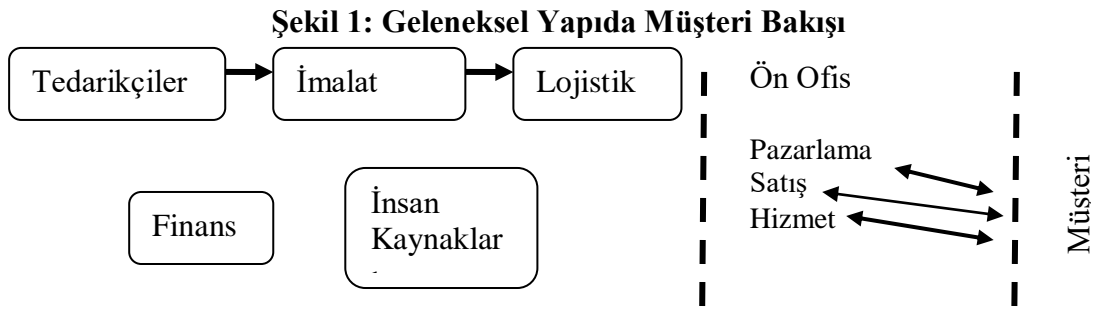 Şekil 1: Geleneksel Yapıda Müşteri Bakışı
Tedarikçiler
İmalat
Lojistik
Ön Ofis
Finans
İnsan
Kaynaklar
Pazarlama
Satış
Hizmet
Müşteri